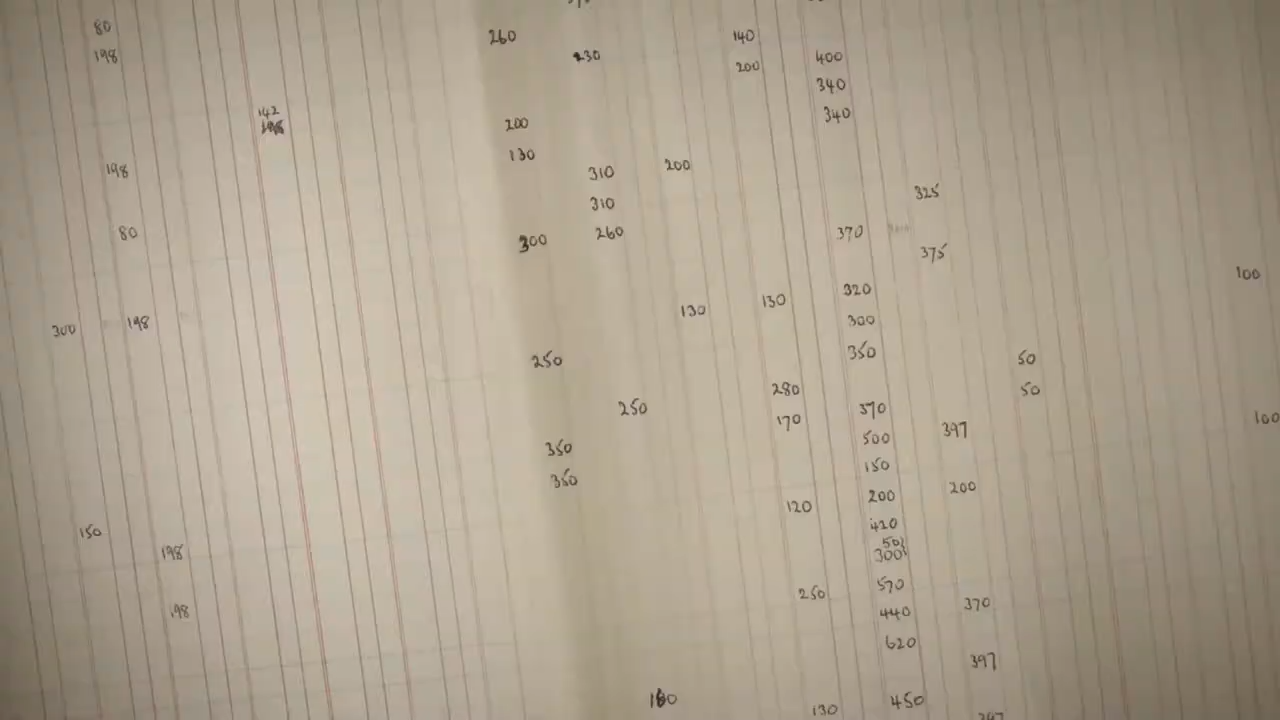 80 260 140
198 230 200 400
340
142 200 340
198 130 310 200
310 325
80 300 260 370 375
100
300 198 130 130 320
300
250 350 50
280 50
250 170 370
350 500 397 100
350 150
120 200 200
150 420
198 50
300
250 570
198 440 370
620
397
130 450